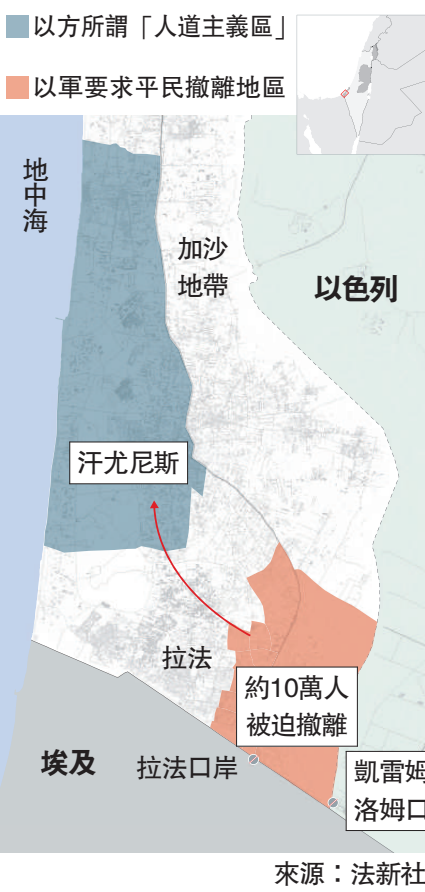 以方所謂「人道主義區」
以軍要求平民撤離地區
地中海
加沙
地帶
以色列
汗尤尼斯
拉法
約10萬人
被迫撤離
埃及
拉法口岸
凱雷姆
洛姆口
來源：法新社